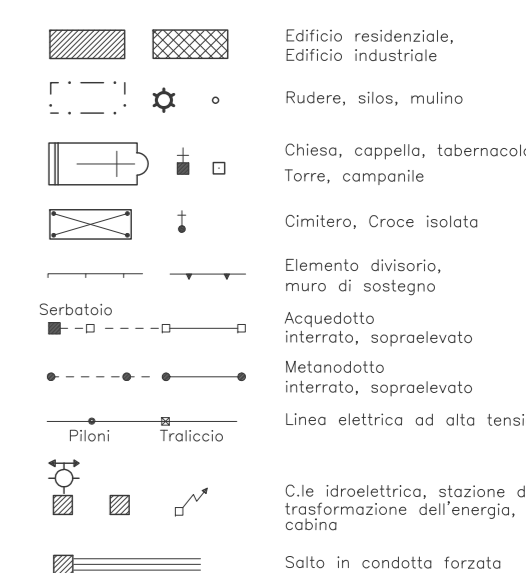 Edificio residenziale,
Edificio industriale
Rudere, silos, mulino
Chiesa, cappella, tabernacolo
Torre, campanile
Cimitero, Croce isolata
Elemento divisorio,
muro di sostegno
Serbatoio
Acquedotto
interrato, sopraelevato
Metanodotto
interrato, sopraelevato
Linea elettrica ad alta tensi
Piloni Traliccio
C.le idroelettrica, stazione d
trasformazione dell'energia,
cabina
Salto in condotta forzata